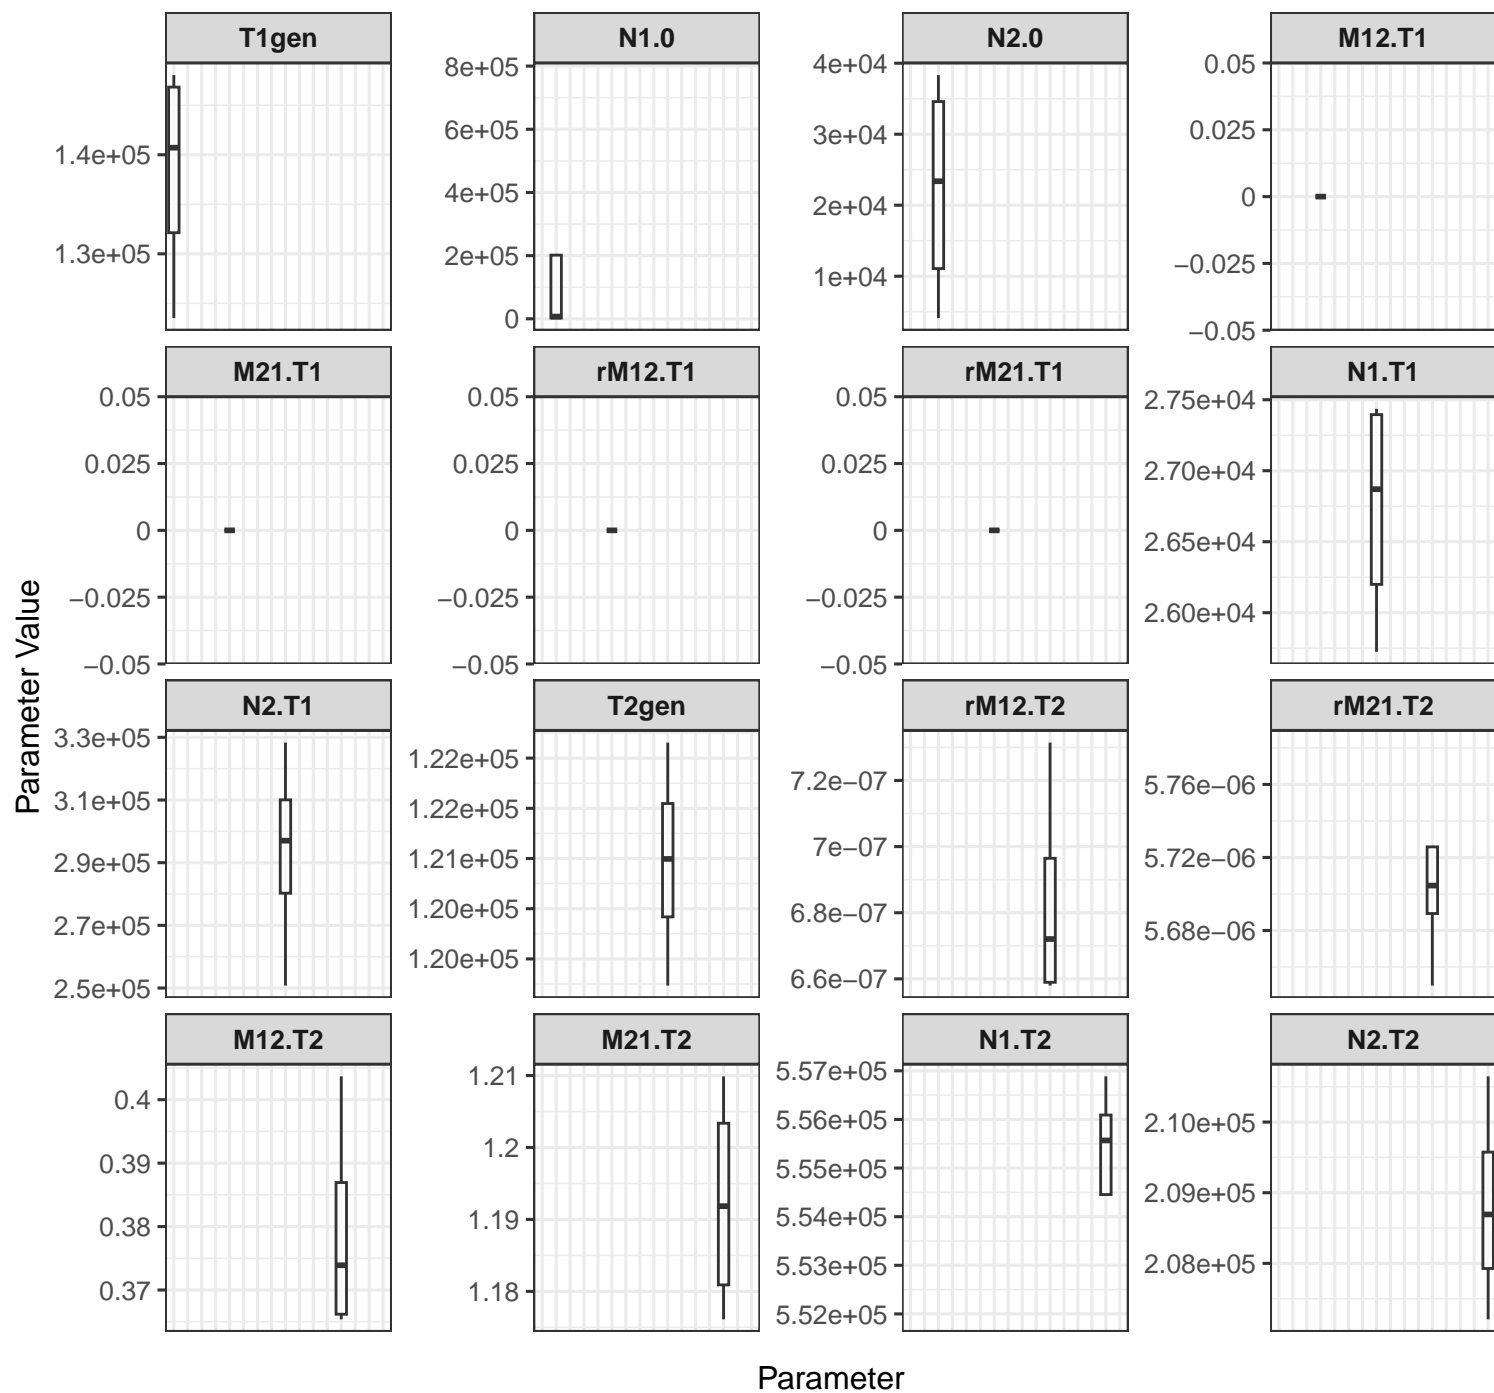 T1gen
N1.0
N2.0
M12.T1
1.4e+05
1.3e+05
8e+05
6e+05
4e+05
2e+05
0
4e+04
3e+04
2e+04
1e+04
0.05
0.025
0
−0.025
−0.05
M21.T1
rM12.T1
rM21.T1
N1.T1
0.05
0.025
0
−0.025
−0.05
0.05
0.025
0
−0.025
−0.05
0.05
0.025
0
−0.025
−0.05
2.75e+04
2.70e+04
2.65e+04
2.60e+04
Parameter Value
N2.T1
T2gen
rM12.T2
rM21.T2
3.3e+05
3.1e+05
2.9e+05
2.7e+05
2.5e+05
1.22e+05
1.22e+05
1.21e+05
1.20e+05
1.20e+05
7.2e−07
7e−07
6.8e−07
6.6e−07
5.76e−06
5.72e−06
5.68e−06
M12.T2
M21.T2
N1.T2
N2.T2
0.4
0.39
0.38
0.37
1.21
1.2
1.19
1.18
5.57e+05
5.56e+05
5.55e+05
5.54e+05
5.53e+05
5.52e+05
2.10e+05
2.09e+05
2.08e+05
Parameter